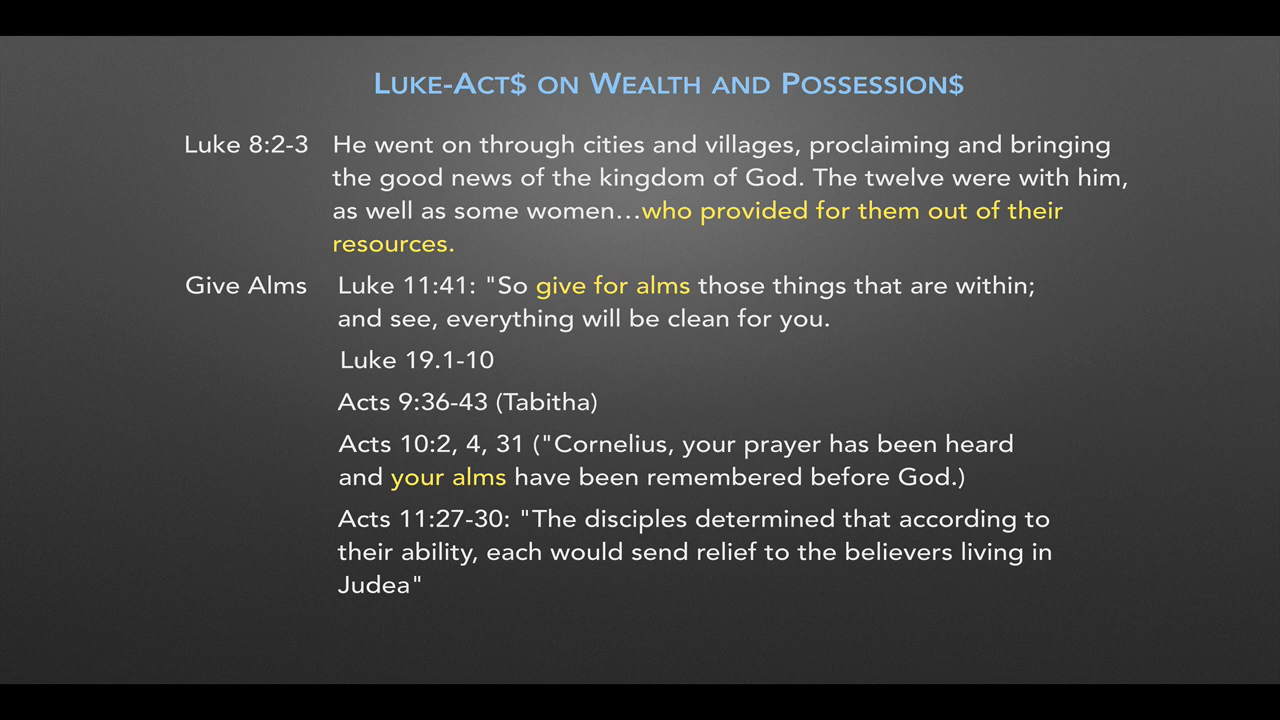 LUKE-ACT$ ON WEALTH AND POSSESSION$
Luke 8:2-3 He went on through cities and villages, proclaiming and bringing
the good news of the kingdom of God. The twelve were with him,
as well as some women…who provided for them out of their
resources.
Give Alms Luke 11:41: "So give for alms those things that are within;
and see, everything will be clean for you.
Luke 19.1-10
Acts 9:36-43 (Tabitha)
Acts 10:2, 4, 31 ("Cornelius, your prayer has been heard
and your alms have been remembered before God.)
Acts 11:27-30: "The disciples determined that according to
their ability, each would send relief to the believers living in
Judea"